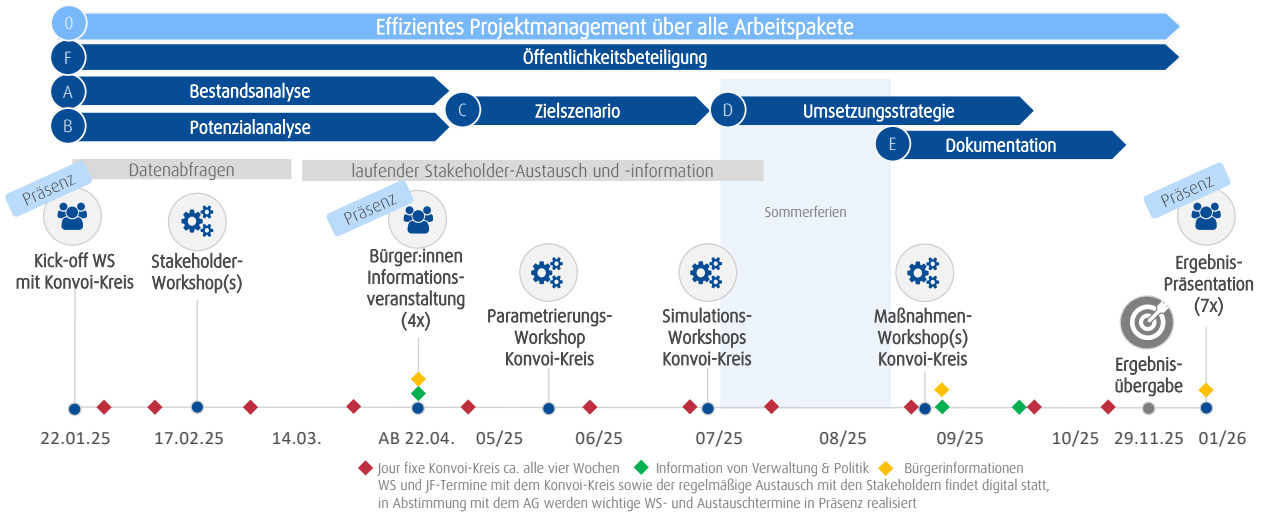 0
Effizientes Projektmanagement über alle Arbeitspakete
F
Öffentlichkeitsbeteiligung
A
Bestandsanalyse
B
Potenzialanalyse
C
Zielszenario
D
Umsetzungsstrategie
E
Dokumentation
Datenabfragen
laufender Stakeholder-Austausch und -information
Sommerferien
Präsenz
Kick-off WS
mit Konvoi-Kreis
Stakeholder-
Workshop(s)
Präsenz
Bürger:innen
Informations-
veranstaltung
(4x)
Parametrierungs-
Workshop
Konvoi-Kreis
Simulations-
Workshops
Konvoi-Kreis
Maßnahmen-
Workshop(s)
Konvoi-Kreis
Ergebnis-
übergabe
Präsenz
Ergebnis-
Präsentation
(7x)
22.01.25
17.02.25
14.03.
AB 22.04.
05/25
06/25
07/25
08/25
09/25
10/25
29.11.25
01/26
Jour fixe Konvoi-Kreis ca. alle vier Wochen
Information von Verwaltung & Politik
Bürgerinformationen
WS und JF-Termine mit dem Konvoi-Kreis sowie der regelmäßige Austausch mit den Stakeholdern findet digital statt,
in Abstimmung mit dem AG werden wichtige WS- und Austauschtermine in Präsenz realisiert